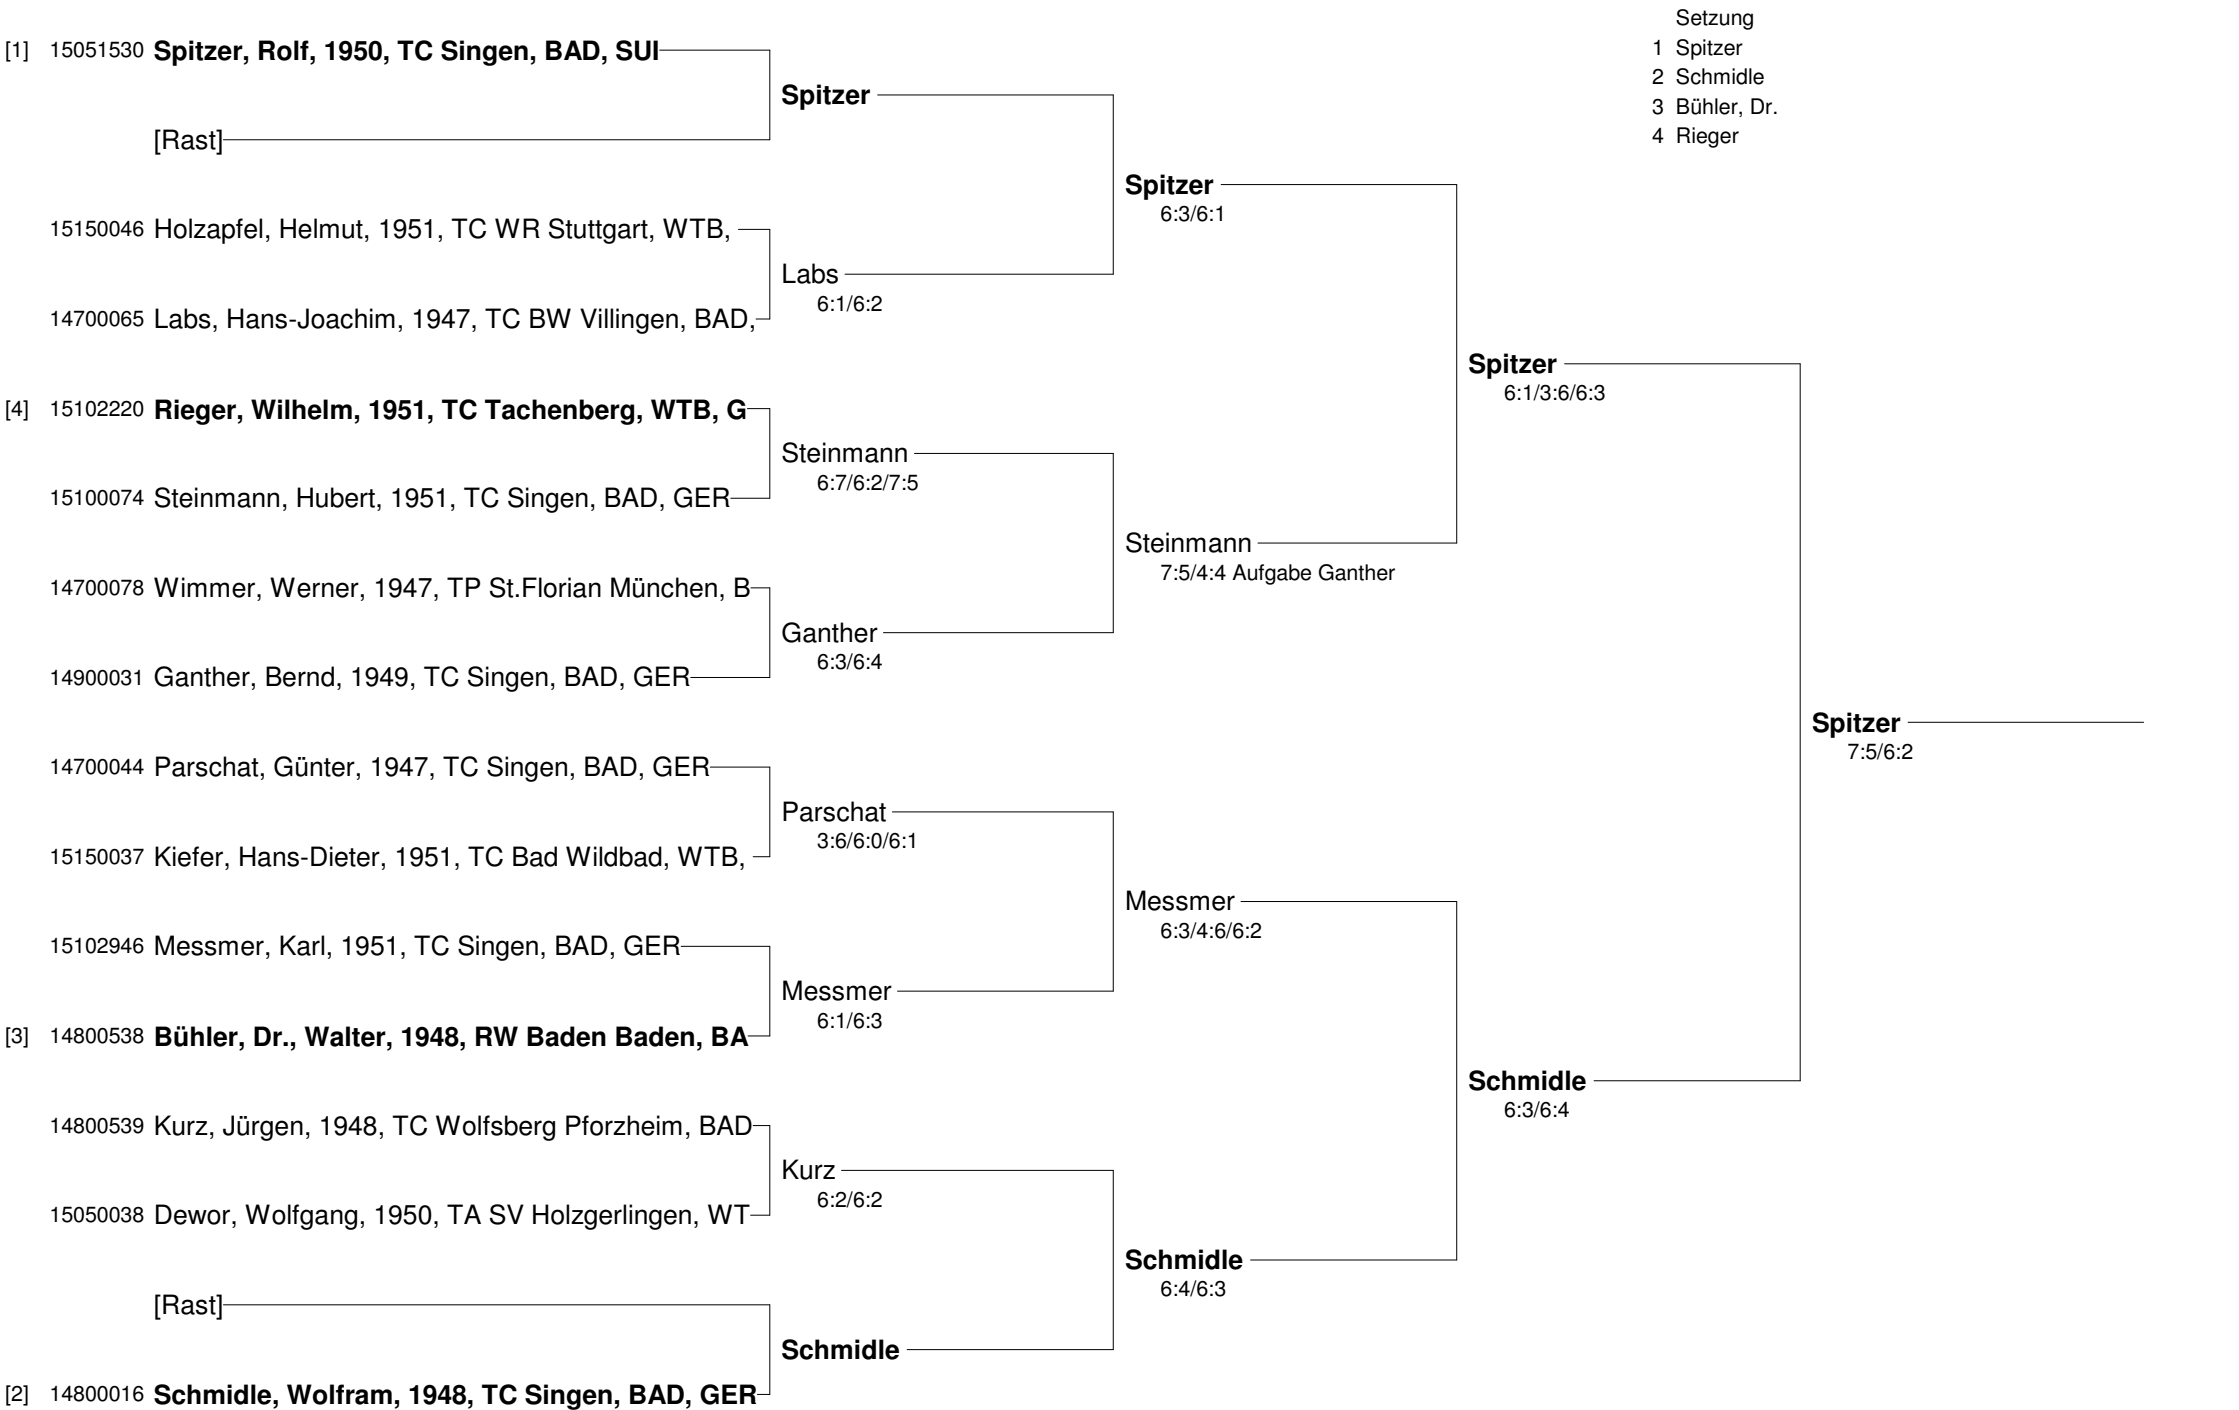 Setzung
1 Spitzer
2 Schmidle
3 Bühler, Dr.
4 Rieger
[1] 15051530 Spitzer, Rolf, 1950, TC Singen, BAD, SUI
Spitzer
[Rast]
Spitzer
6:3/6:1
15150046 Holzapfel, Helmut, 1951, TC WR Stuttgart, WTB,
Labs
6:1/6:2
14700065 Labs, Hans-Joachim, 1947, TC BW Villingen, BAD,
Spitzer
6:1/3:6/6:3
[4] 15102220 Rieger, Wilhelm, 1951, TC Tachenberg, WTB, G
Steinmann
6:7/6:2/7:5
15100074 Steinmann, Hubert, 1951, TC Singen, BAD, GER
Steinmann
7:5/4:4 Aufgabe Ganther
14700078 Wimmer, Werner, 1947, TP St.Florian München, B
Ganther
6:3/6:4
14900031 Ganther, Bernd, 1949, TC Singen, BAD, GER
Spitzer
7:5/6:2
14700044 Parschat, Günter, 1947, TC Singen, BAD, GER
Parschat
3:6/6:0/6:1
15150037 Kiefer, Hans-Dieter, 1951, TC Bad Wildbad, WTB,
Messmer
6:3/4:6/6:2
15102946 Messmer, Karl, 1951, TC Singen, BAD, GER
Messmer
6:1/6:3
[3] 14800538 Bühler, Dr., Walter, 1948, RW Baden Baden, BA
Schmidle
6:3/6:4
14800539 Kurz, Jürgen, 1948, TC Wolfsberg Pforzheim, BAD
Kurz
6:2/6:2
15050038 Dewor, Wolfgang, 1950, TA SV Holzgerlingen, WT
Schmidle
6:4/6:3
[Rast]
Schmidle
[2] 14800016 Schmidle, Wolfram, 1948, TC Singen, BAD, GER